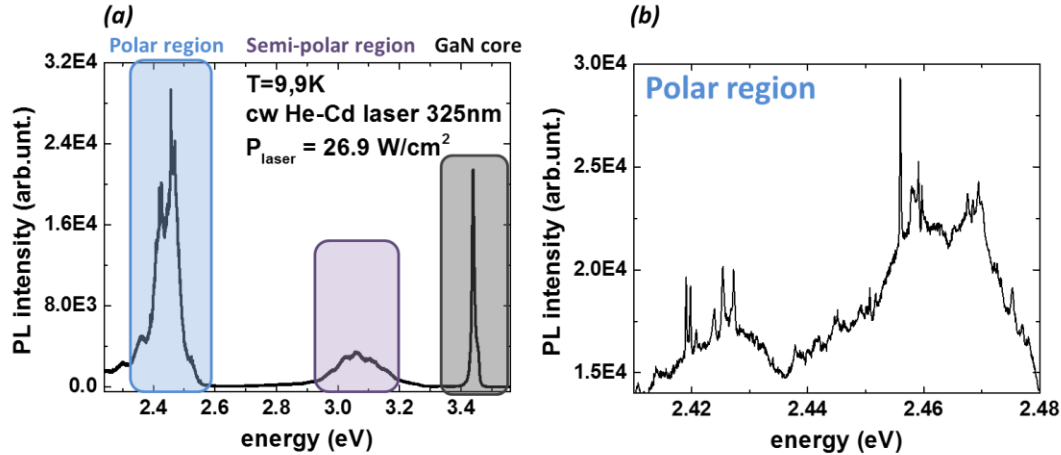 (a)
Polar region Semi-polar region GaN core
T=9,9K
cw He-Cd laser 325nm
Plaser = 26.9 W/cm²
PL intensity (arb.unt.)
3.2E4
2.4E4
1.6E4
8.0E3
0.0
2.4 2.6 2.8 3.0 3.2 3.4
energy (eV)
(b)
Polar region
PL intensity (arb.unt.)
3.0E4
2.5E4
2.0E4
1.5E4
2.42 2.44 2.46 2.48
energy (eV)